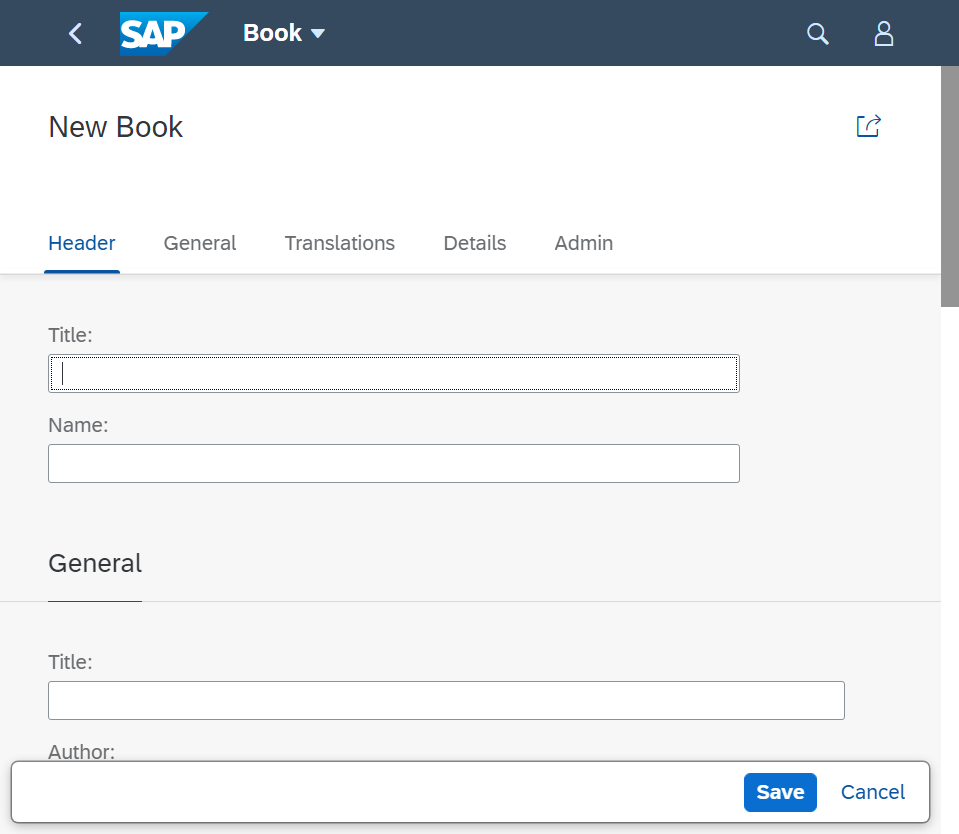 SAP Book
New Book
Header General Translations Details Admin
Title:
Name:
General
Title:
Author:
Save Cancel